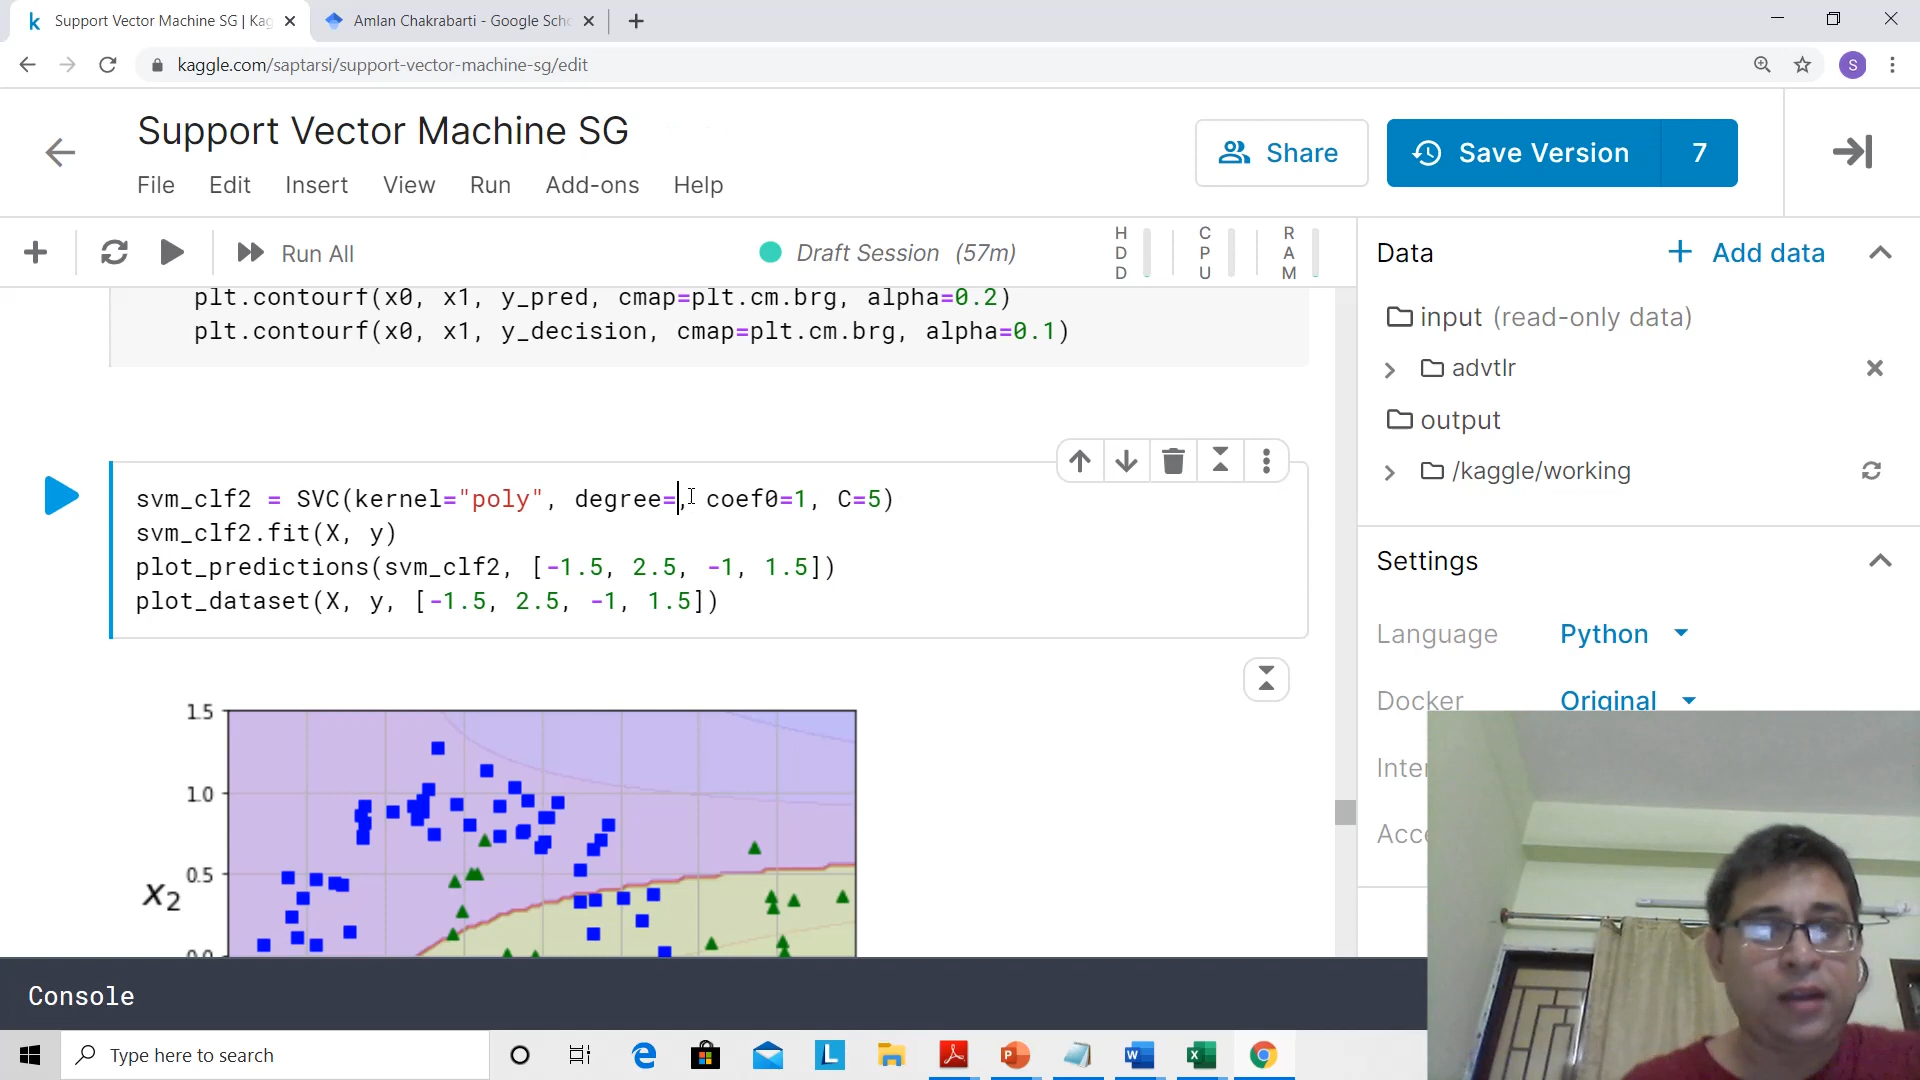 Support Vector Machine SG | Kag
Amlan Chakrabarti - Google Scho
kaggle.com/saptarsi/support-vector-machine-sg/edit
S
Support Vector Machine SG
File Edit Insert View Run Add-ons Help
Share
Save Version 7
Run All
Draft Session (57m)
HDD
CPU
RAM
Data
Add data
plt.contourf(x0, x1, y_pred, cmap=plt.cm.brg, alpha=0.2)
plt.contourf(x0, x1, y_decision, cmap=plt.cm.brg, alpha=0.1)
input (read-only data)
advtlr
output
/kaggle/working
svm_clf2 = SVC(kernel="poly", degree=, coef0=1, C=5)
svm_clf2.fit(X, y)
plot_predictions(svm_clf2, [-1.5, 2.5, -1, 1.5])
plot_dataset(X, y, [-1.5, 2.5, -1, 1.5])
Settings
Language Python
Docker Original
Inter
Acce
1.5
1.0
0.5
0.0
x2
Console
Type here to search